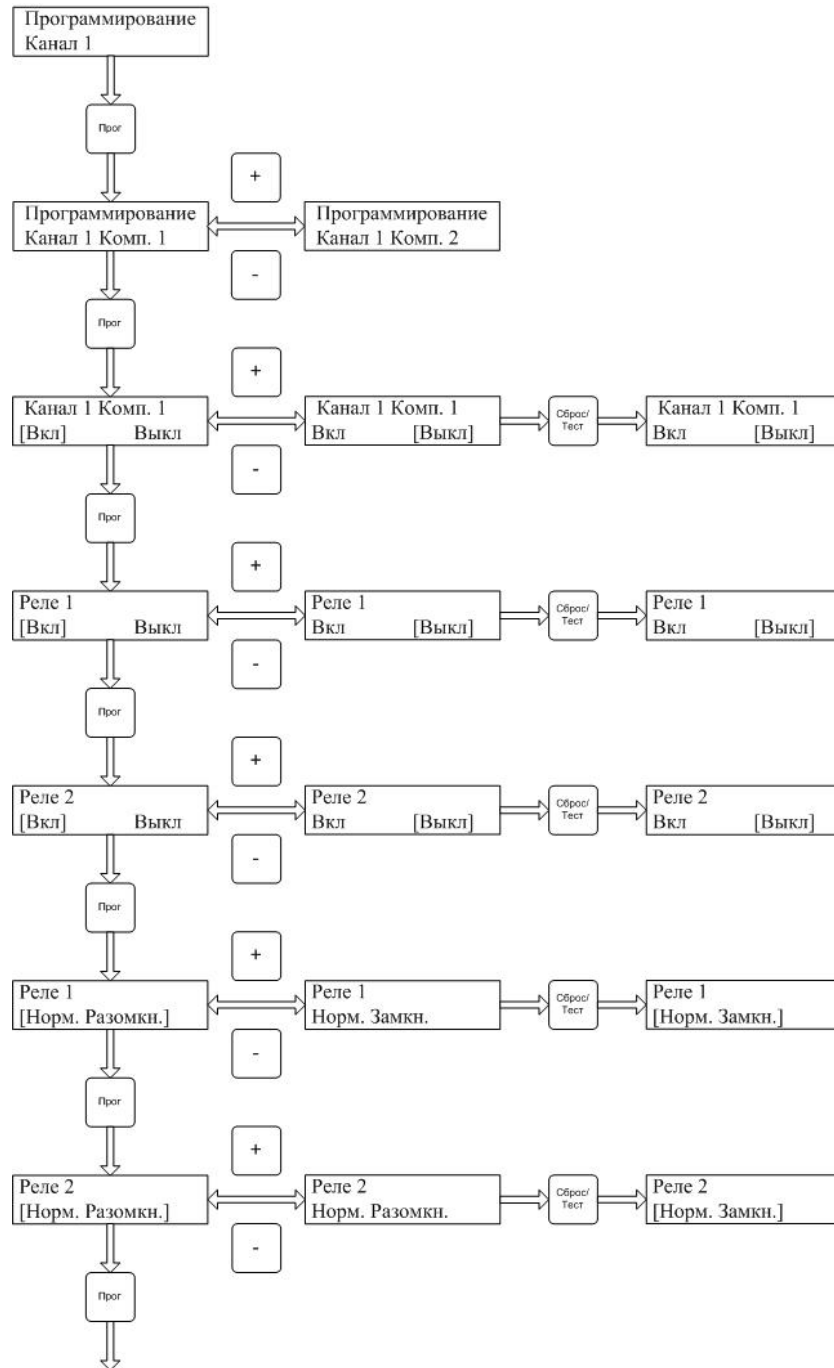 Программирование
Канал 1
Прог
+
Программирование
Канал 1 Комп. 1
Программирование
Канал 1 Комп. 2
-
Прог
+
Канал 1 Комп. 1
[Вкл] Выкл
Канал 1 Комп. 1
Вкл [Выкл]
Сброс/
Тест
Канал 1 Комп. 1
Вкл [Выкл]
-
Прог
+
Реле 1
[Вкл] Выкл
Реле 1
Вкл [Выкл]
Сброс/
Тест
Реле 1
Вкл [Выкл]
-
Прог
+
Реле 2
[Вкл] Выкл
Реле 2
Вкл [Выкл]
Сброс/
Тест
Реле 2
Вкл [Выкл]
-
Прог
+
Реле 1
[Норм. Разомкн.]
Реле 1
Норм. Замкн.
Сброс/
Тест
Реле 1
[Норм. Замкн.]
-
Прог
+
Реле 2
[Норм. Разомкн.]
Реле 2
Норм. Разомкн.
Сброс/
Тест
Реле 2
[Норм. Замкн.]
-
Прог